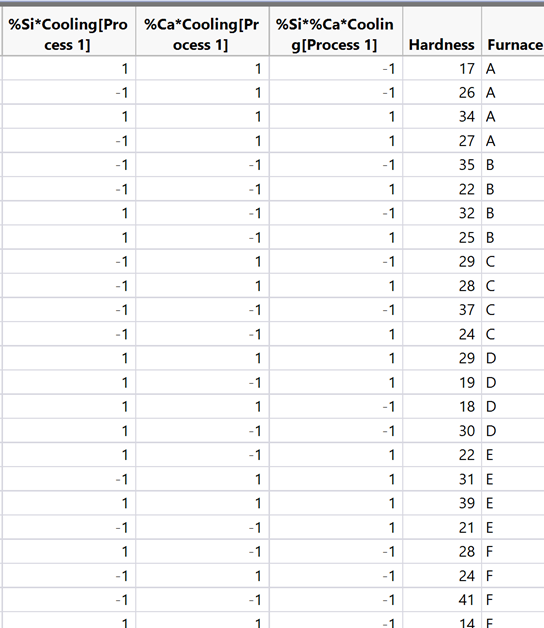 %Si*Cooling[Pro %Ca*Cooling[Pr %Si*%Ca*Coolin
cess 1] ocess 1] g[Process 1] Hardness Furnace
1 1 -1 17 A
-1 1 -1 26 A
1 1 1 34 A
-1 1 1 27 A
-1 -1 -1 35 B
-1 -1 1 22 B
1 -1 -1 32 B
1 -1 1 25 B
-1 1 -1 29 C
-1 1 1 28 C
-1 -1 -1 37 C
-1 -1 1 24 C
1 1 1 29 D
1 -1 1 19 D
1 1 -1 18 D
1 -1 -1 30 D
1 -1 1 22 E
-1 1 1 31 E
1 1 1 39 E
-1 -1 1 21 E
1 -1 -1 28 F
-1 1 -1 24 F
-1 -1 -1 41 F
1 1 -1 14 F